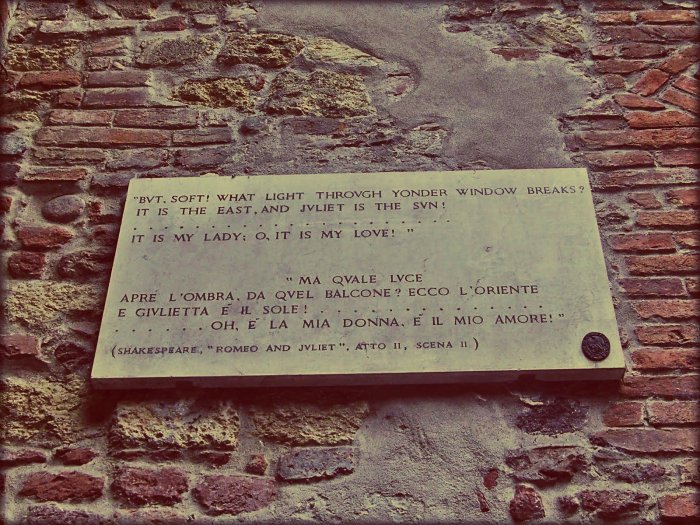 "BVT, SOFT! WHAT LIGHT THROVGH YONDER WINDOW BREAKS?
IT IS THE EAST, AND JVLIET IS THE SVN!
. . . . . . . . . . . . . . . . . . . . . . . .
IT IS MY LADY; O, IT IS MY LOVE! "
" MA QVALE LVCE
APRE L'OMBRA, DA QVEL BALCONE? ECCO L'ORIENTE
E GIVLIETTA È IL SOLE! . . . . . . . . . . . . . . . . .
. . . . . . . OH, È LA MIA DONNA, È IL MIO AMORE!"
(SHAKESPEARE, "ROMEO AND JVLIET", ATTO II, SCENA II)